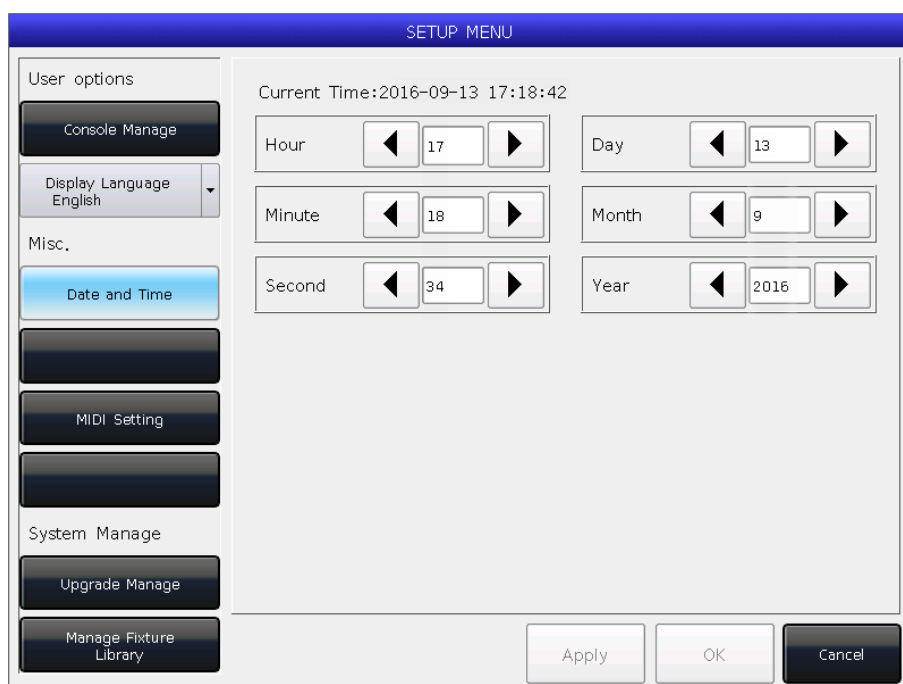 SETUP MENU
User options
Console Manage
Display Language
English
Misc.
Date and Time
MIDI Setting
System Manage
Upgrade Manage
Manage Fixture
Library
Current Time:2016-09-13 17:18:42
Hour 17
Day 13
Minute 18
Month 9
Second 34
Year 2016
Apply
OK
Cancel